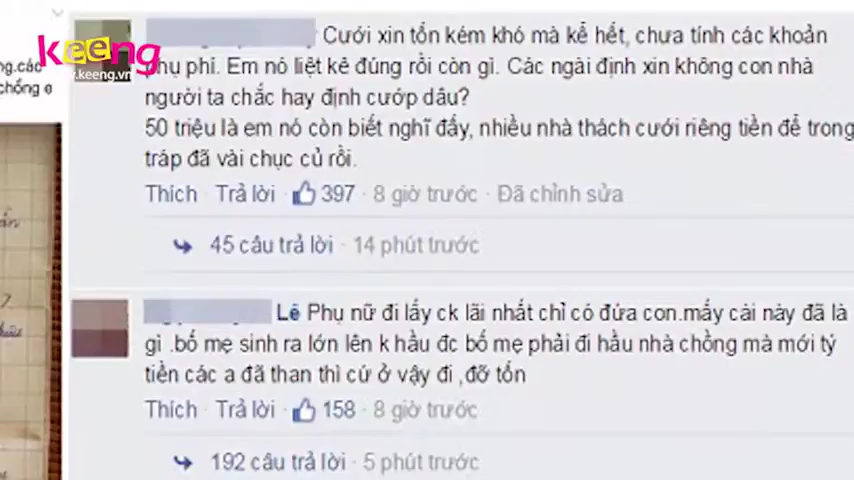 keeng
www.keeng.vn
Cưới xin tổn kém khó mà kể hết, chưa tính các khoản
phụ phí. Em nó liệt kê đúng rồi còn gì. Các ngài định xin không con nhà
người ta chắc hay định cướp dâu?
50 triệu là em nó còn biết nghĩ đấy, nhiều nhà thách cưới riêng tiền để trong
tráp đã vài chục củ rồi.
Thích · Trả lời · 397 · 8 giờ trước · Đã chỉnh sửa
45 câu trả lời · 14 phút trước
Lê Phụ nữ đi lấy ck lãi nhất chỉ có đứa con.mấy cài này đã là
gì .bố mẹ sinh ra lớn lên k hầu đc bố mẹ phải đi hầu nhà chồng mà mới tý
tiền các a đã than thì cứ ở vậy đi ,đỡ tốn
Thích · Trả lời · 158 · 8 giờ trước
192 câu trả lời · 5 phút trước
ng.các
chồng e